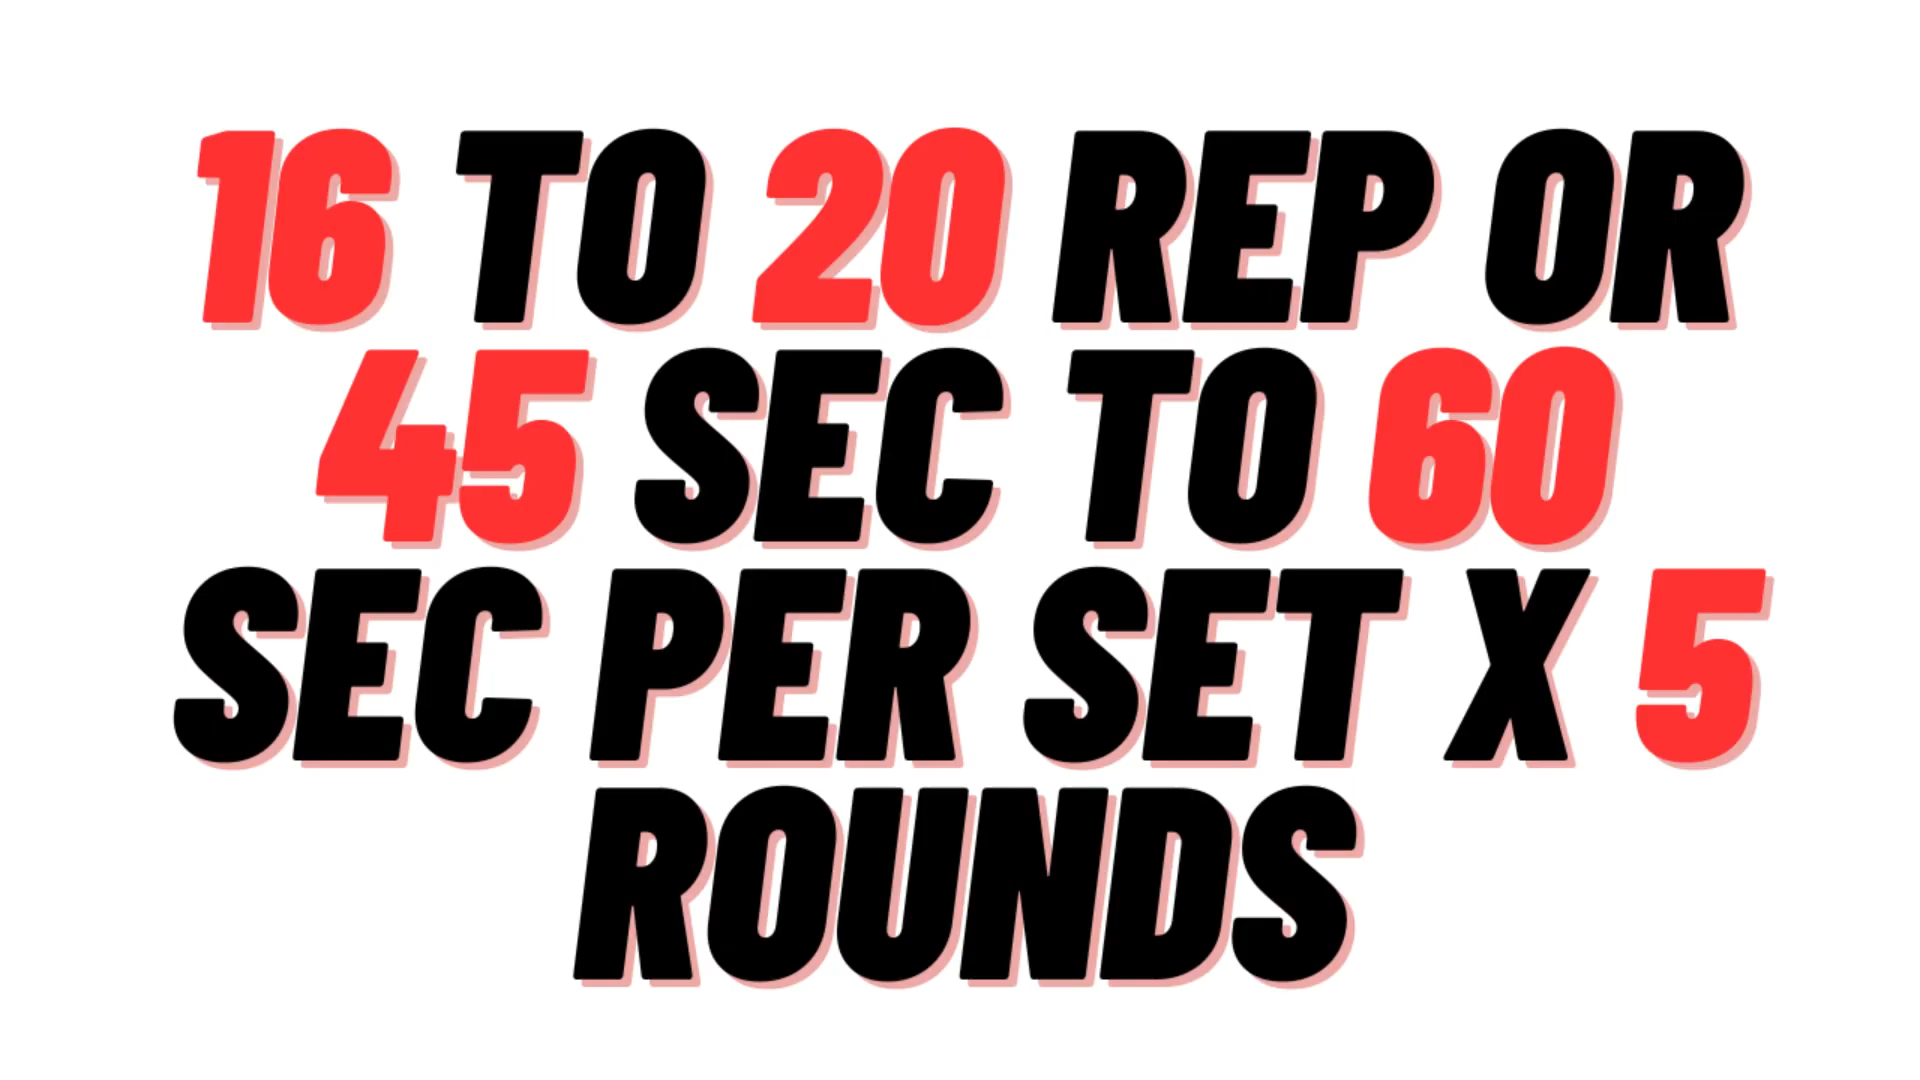 16 TO 20 REP OR
45 SEC TO 60
SEC PER SET X 5
ROUNDS